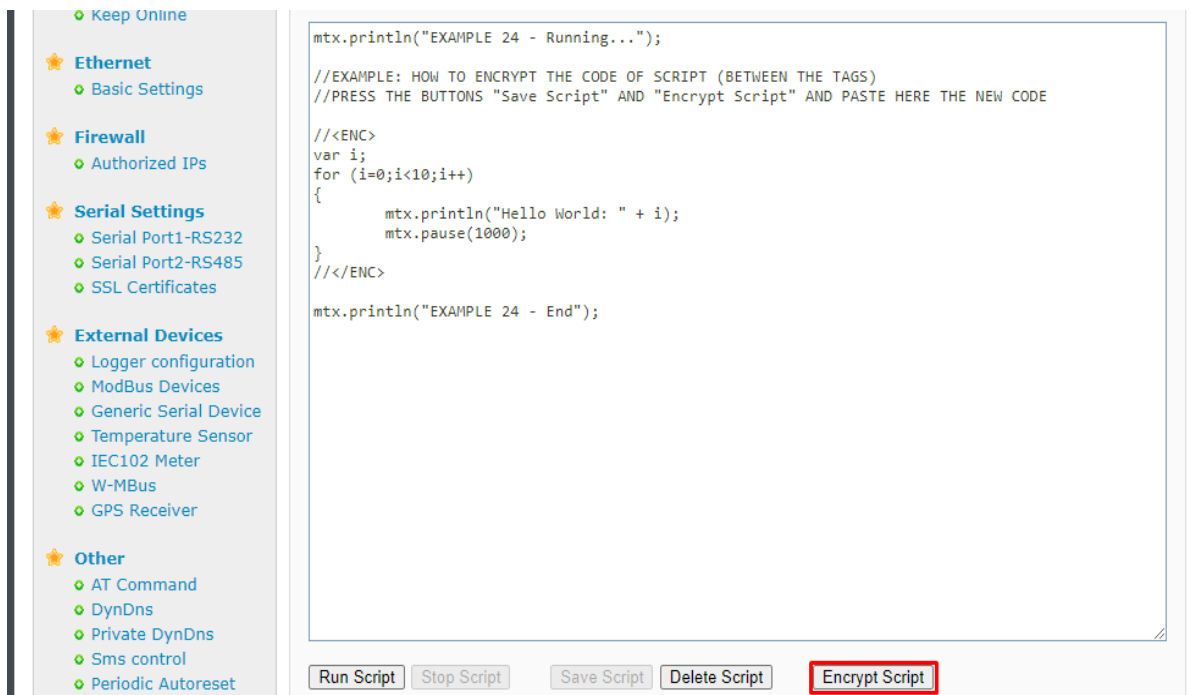 Keep Online
Ethernet
Basic Settings
Firewall
Authorized IPs
Serial Settings
Serial Port1-RS232
Serial Port2-RS485
SSL Certificates
External Devices
Logger configuration
ModBus Devices
Generic Serial Device
Temperature Sensor
IEC102 Meter
W-MBus
GPS Receiver
Other
AT Command
DynDns
Private DynDns
Sms control
Periodic Autoreset
mtx.println("EXAMPLE 24 - Running...");
//EXAMPLE: HOW TO ENCRYPT THE CODE OF SCRIPT (BETWEEN THE TAGS)
//PRESS THE BUTTONS "Save Script" AND "Encrypt Script" AND PASTE HERE THE NEW CODE
//<ENC>
var i;
for (i=0;i<10;i++)
{
mtx.println("Hello World: " + i);
mtx.pause(1000);
}
//</ENC>
mtx.println("EXAMPLE 24 - End");
Run Script Stop Script Save Script Delete Script Encrypt Script